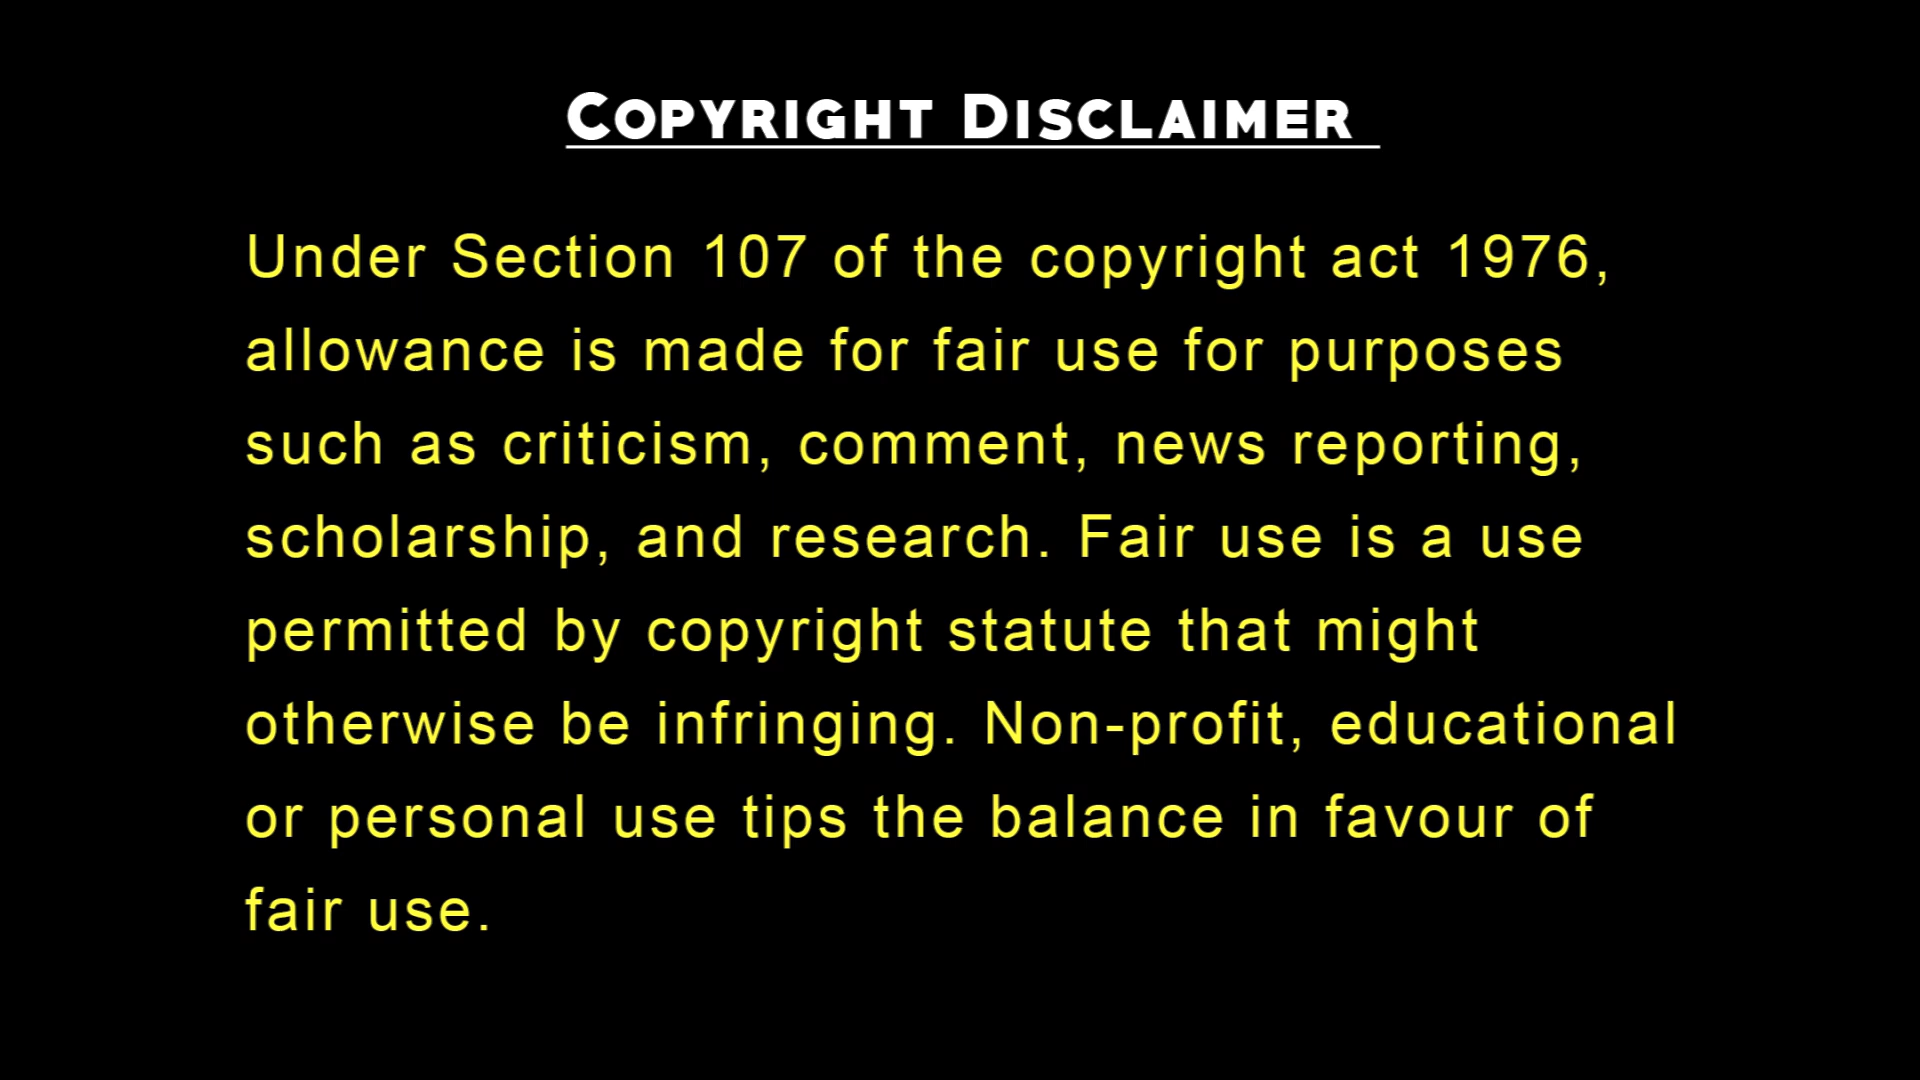 Copyright Disclaimer
Under Section 107 of the copyright act 1976,
allowance is made for fair use for purposes
such as criticism, comment, news reporting,
scholarship, and research. Fair use is a use
permitted by copyright statute that might
otherwise be infringing. Non-profit, educational
or personal use tips the balance in favour of
fair use.